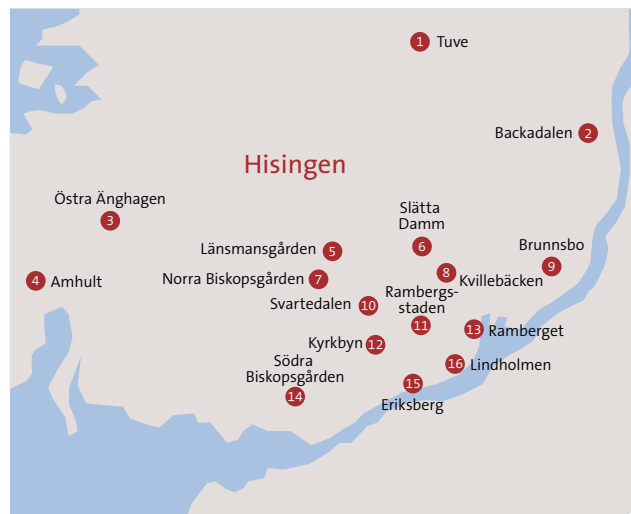 1 Tuve
Backadalen 2
Hisingen
Östra Änghagen
3
Slätta
Damm
6
Länsmansgården 5
Brunnsbo
9
4 Amhult
Norra Biskopsgården 7
8
Kvillebäcken
Svartedalen 10
Rambergs-
staden
11
13 Ramberget
Kyrkbyn 12
Södra
Biskopsgården
14
16 Lindholmen
15
Eriksberg